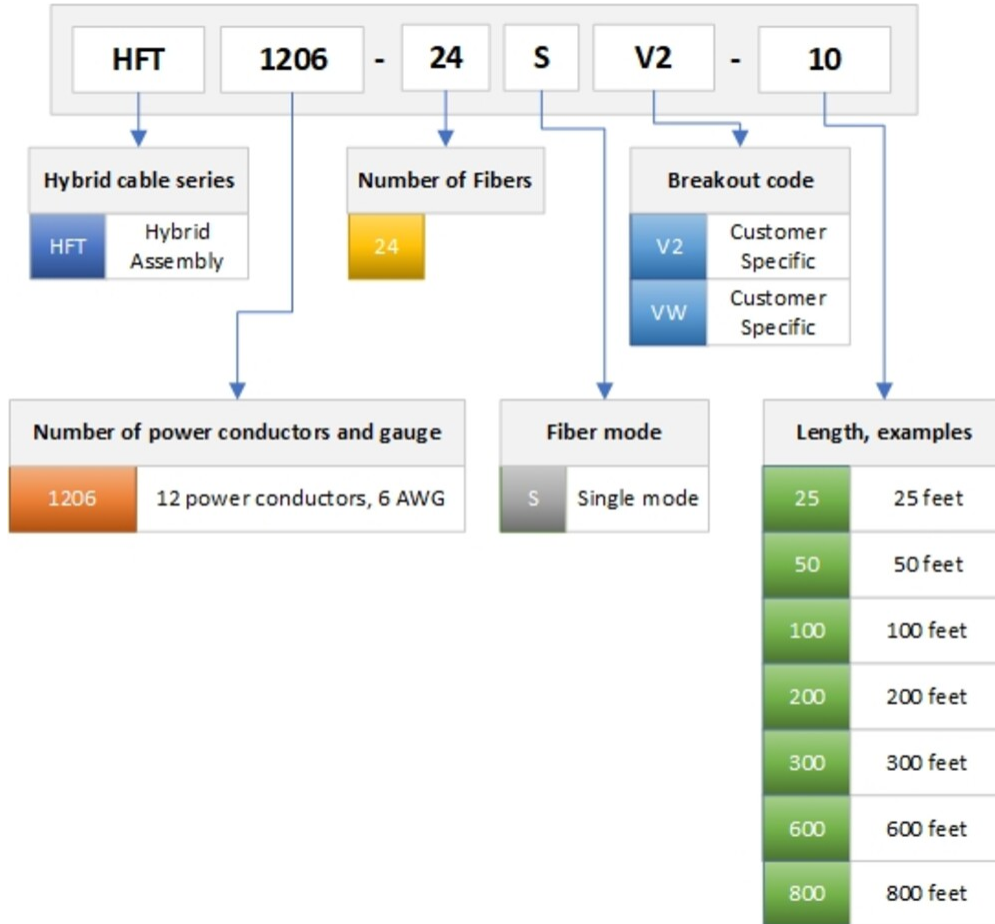 HFT 1206 - 24 S V2 - 10
Hybrid cable series
HFT Hybrid
Assembly
Number of Fibers
24
Breakout code
V2 Customer
Specific
VW Customer
Specific
Number of power conductors and gauge
1206 12 power conductors, 6 AWG
Fiber mode
S Single mode
Length, examples
25 25 feet
50 50 feet
100 100 feet
200 200 feet
300 300 feet
600 600 feet
800 800 feet